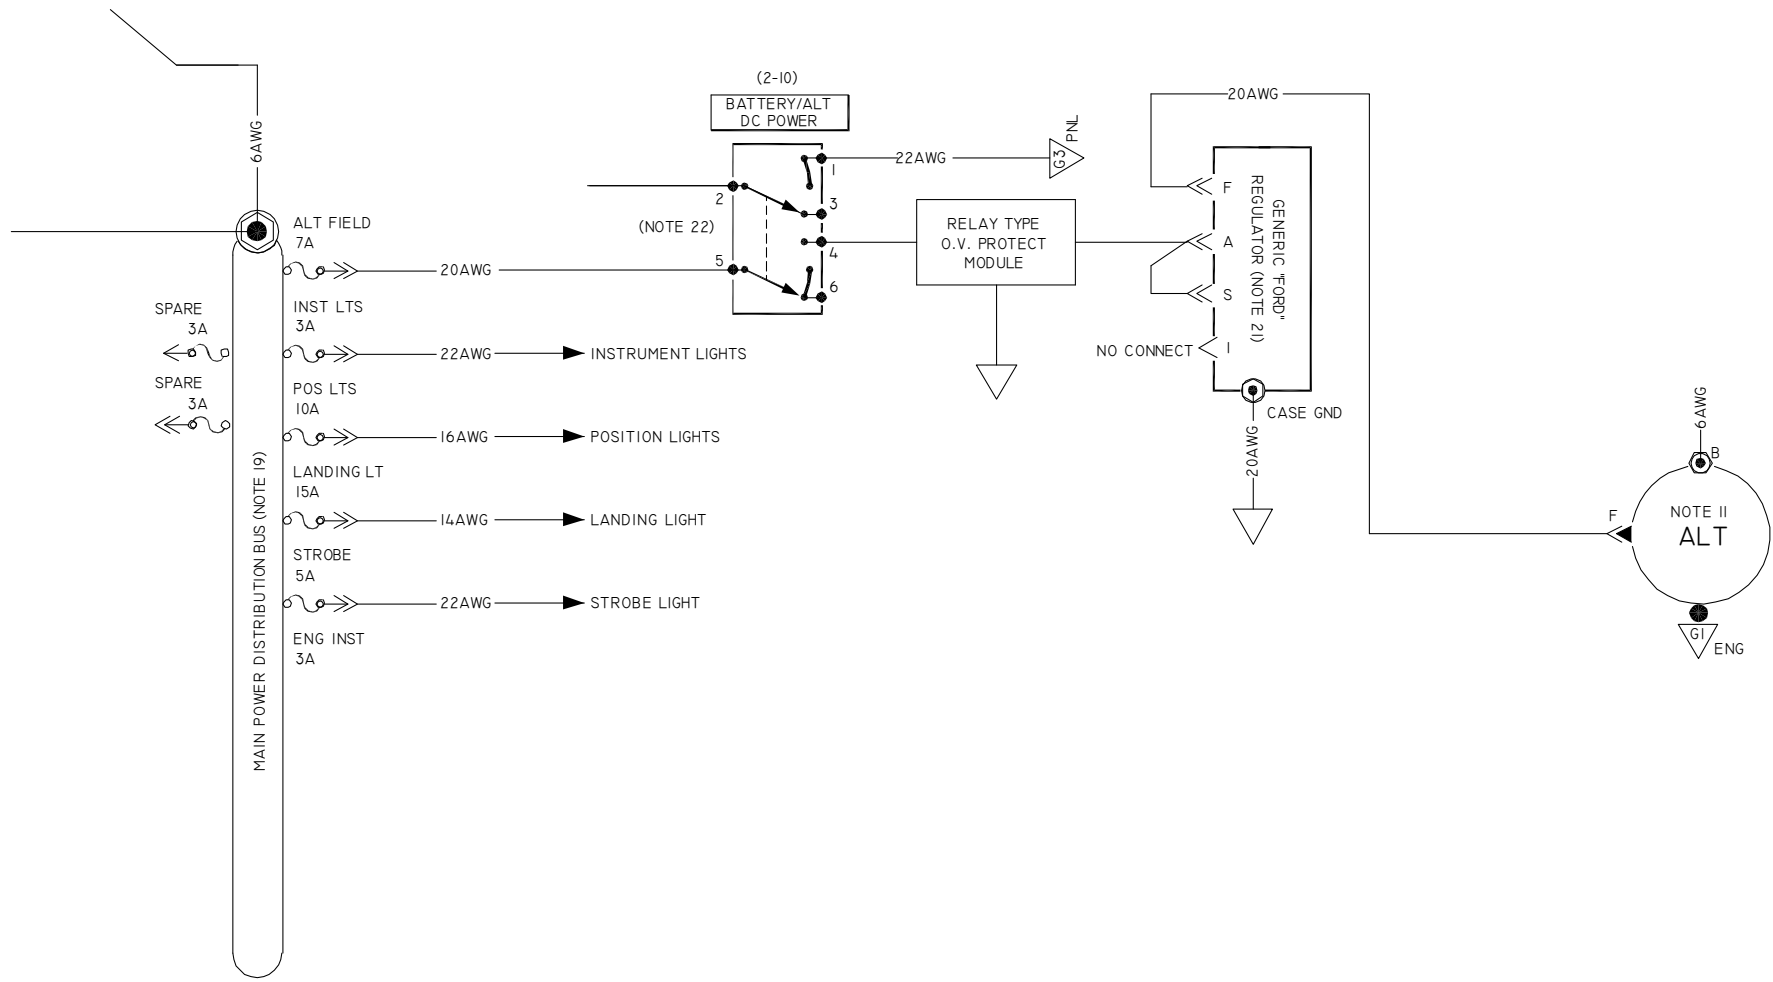 (2-10)
BATTERY/ALT
DC POWER
6AWG
20AWG
22AWG
G3
PNL
1
2
3
4
5
6
(NOTE 22)
RELAY TYPE
O.V. PROTECT
MODULE
F
A
S
I
GENERIC "FORD"
REGULATOR (NOTE 21)
NO CONNECT
CASE GND
20AWG
ALT FIELD
7A
20AWG
SPARE
3A
INST LTS
3A
22AWG
INSTRUMENT LIGHTS
SPARE
3A
POS LTS
10A
16AWG
POSITION LIGHTS
LANDING LT
15A
14AWG
LANDING LIGHT
STROBE
5A
22AWG
STROBE LIGHT
ENG INST
3A
MAIN POWER DISTRIBUTION BUS (NOTE 19)
6AWG
B
F
NOTE 11
ALT
G1
ENG